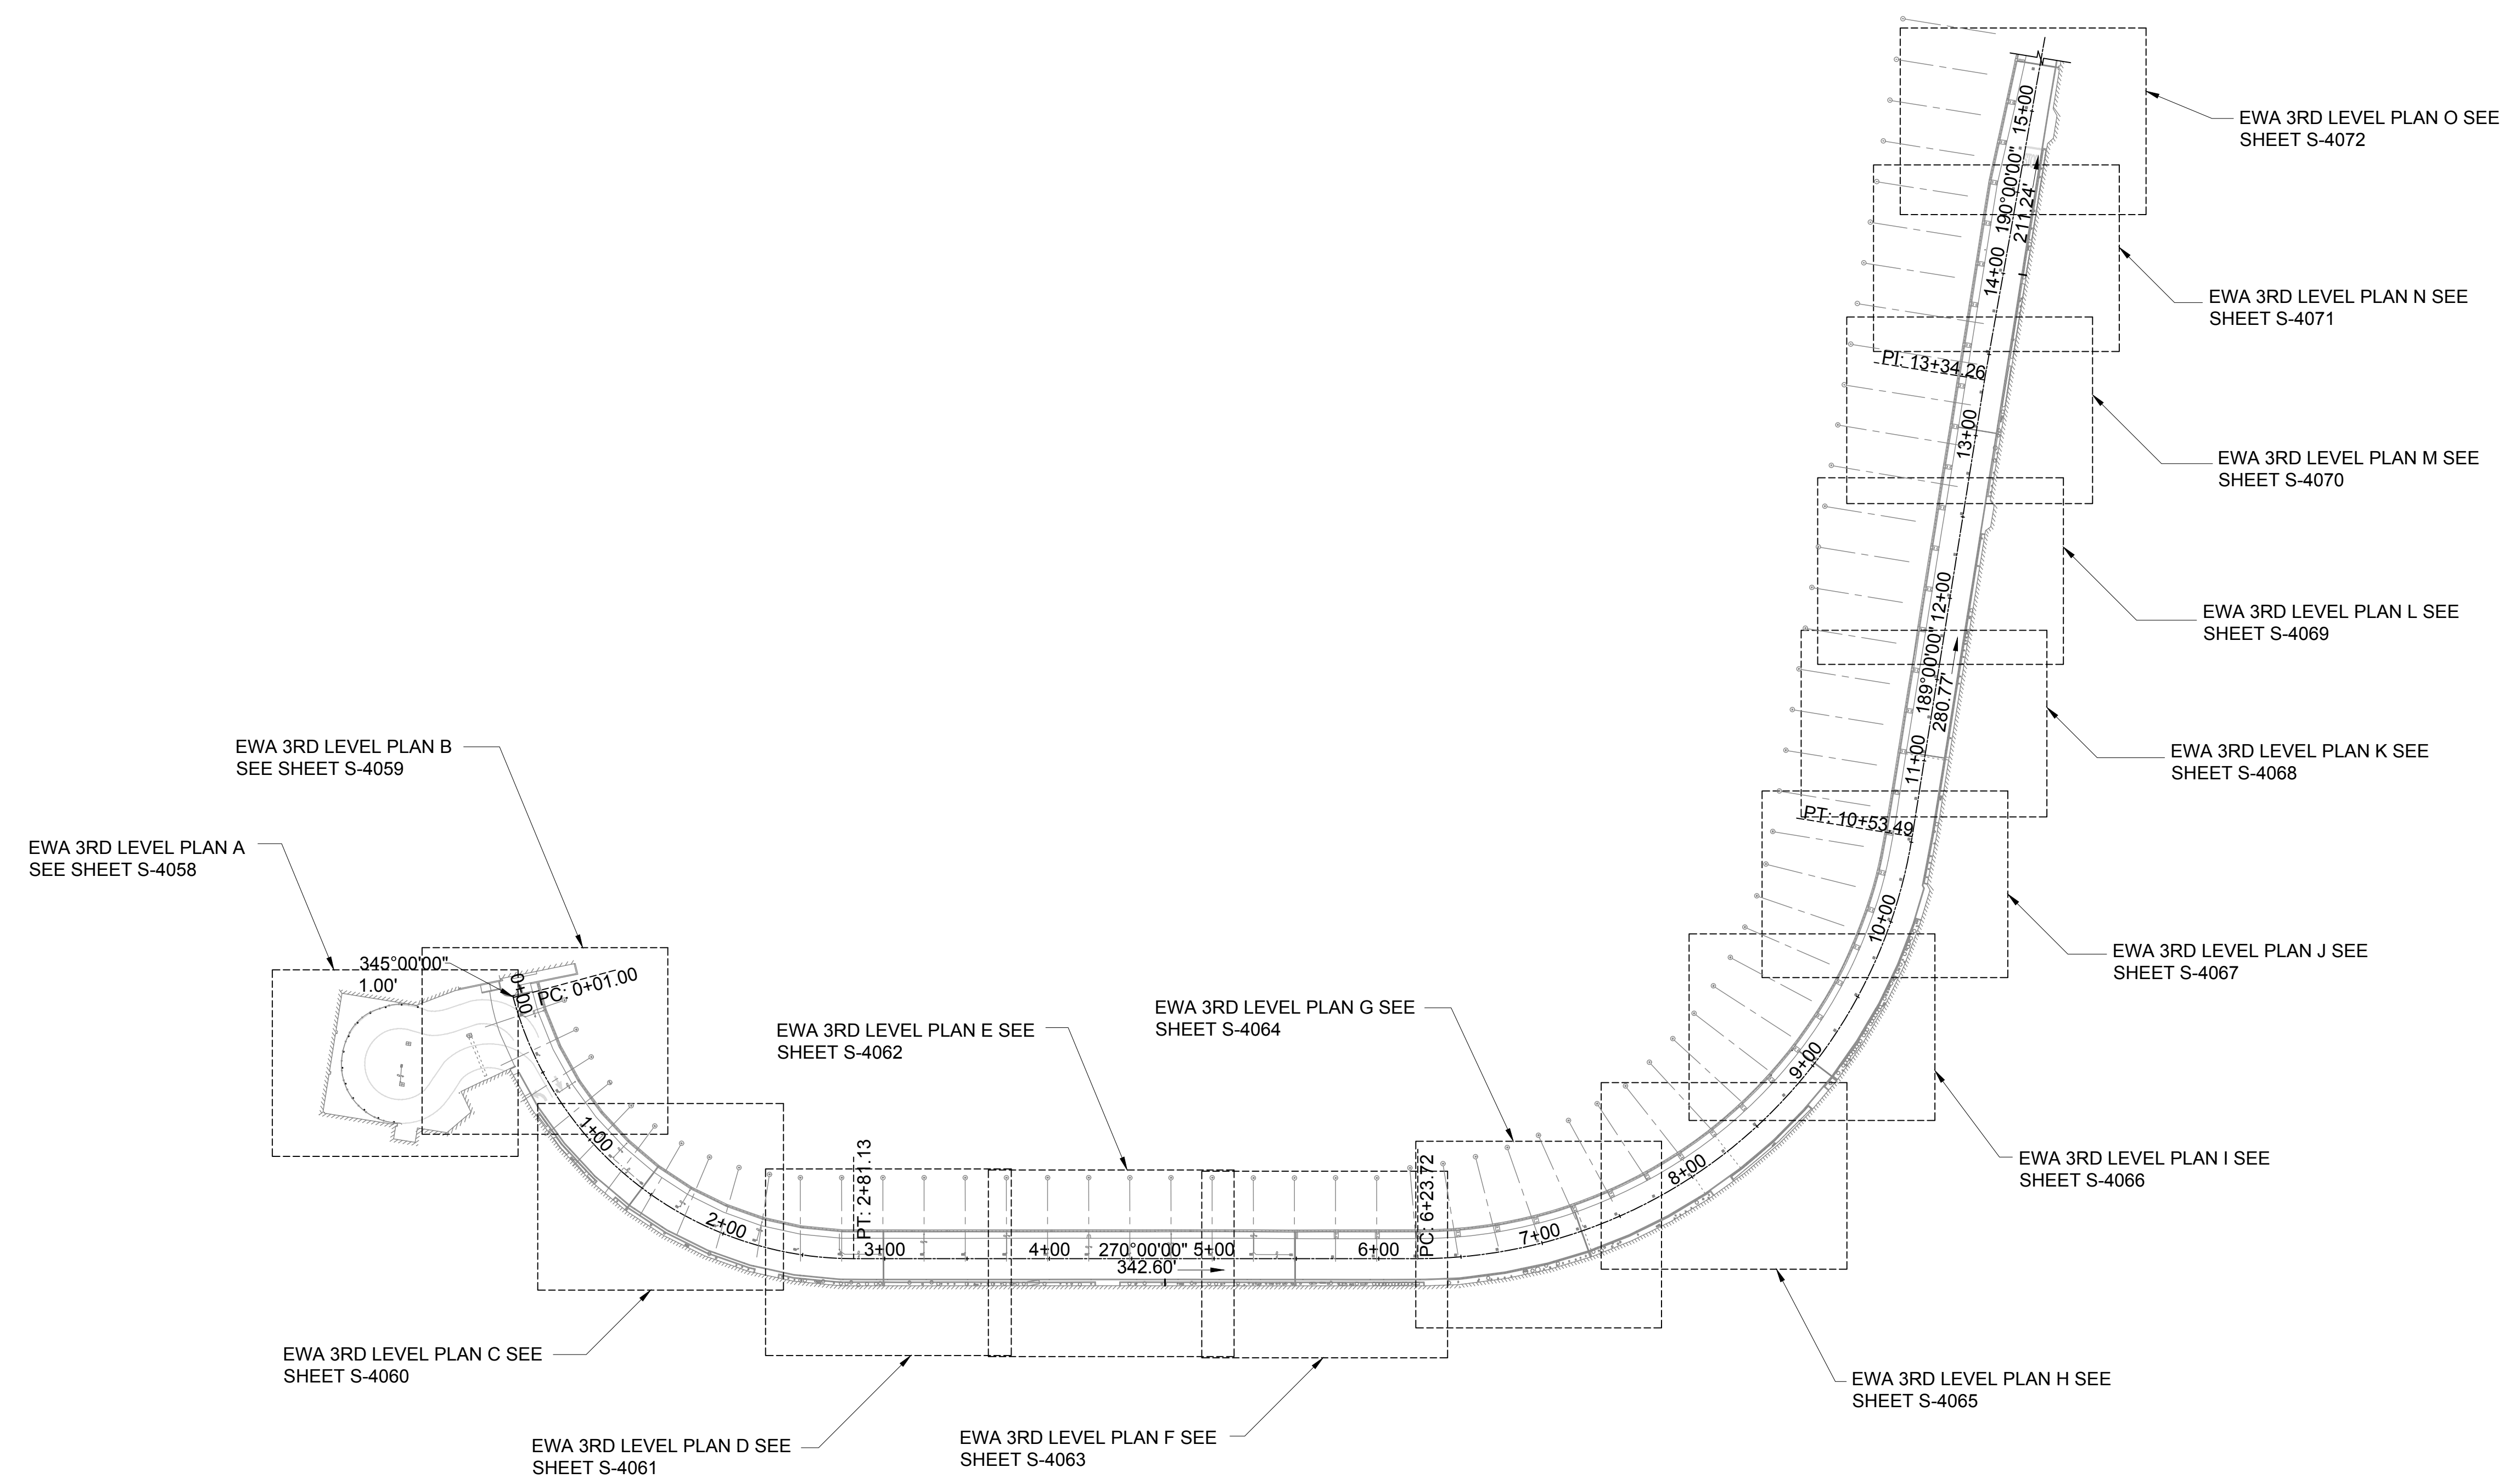 EWA 3RD LEVEL PLAN O SEE
SHEET S-4072
15+00
190°00'00"
211.24'
14+00
EWA 3RD LEVEL PLAN N SEE
SHEET S-4071
PI: 13+34.26
13+00
EWA 3RD LEVEL PLAN M SEE
SHEET S-4070
12+00
189°00'00"
280.77'
EWA 3RD LEVEL PLAN L SEE
SHEET S-4069
11+00
EWA 3RD LEVEL PLAN K SEE
SHEET S-4068
PT: 10+53.49
10+00
EWA 3RD LEVEL PLAN J SEE
SHEET S-4067
EWA 3RD LEVEL PLAN B
SEE SHEET S-4059
EWA 3RD LEVEL PLAN A
SEE SHEET S-4058
345°00'00"
1.00'
0+00
PC: 0+01.00
EWA 3RD LEVEL PLAN E SEE
SHEET S-4062
EWA 3RD LEVEL PLAN G SEE
SHEET S-4064
9+00
1+00
EWA 3RD LEVEL PLAN I SEE
SHEET S-4066
8+00
2+00
PT: 2+81.13
3+00
4+00
270°00'00"
5+00
342.60'
6+00
PC: 6+23.72
7+00
EWA 3RD LEVEL PLAN C SEE
SHEET S-4060
EWA 3RD LEVEL PLAN H SEE
SHEET S-4065
EWA 3RD LEVEL PLAN D SEE
SHEET S-4061
EWA 3RD LEVEL PLAN F SEE
SHEET S-4063